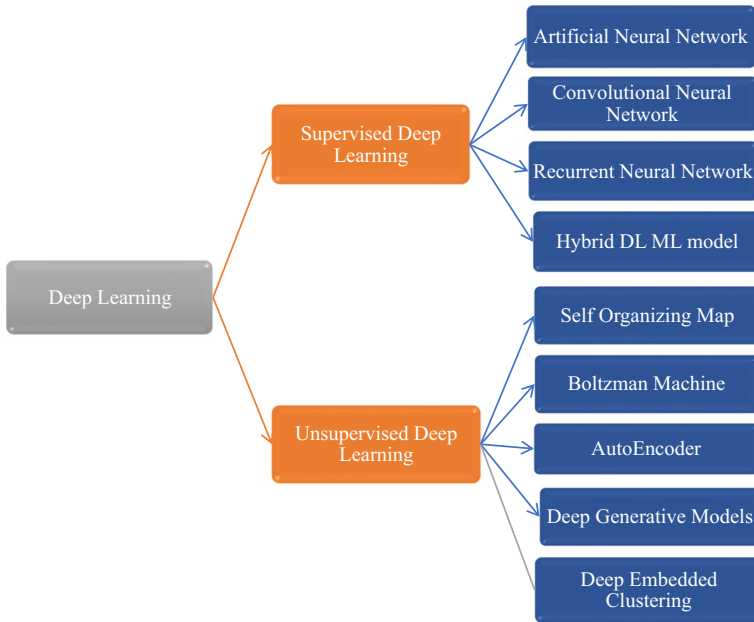 Deep Learning
Supervised Deep
Learning
Artificial Neural Network
Convolutional Neural
Network
Recurrent Neural Network
Hybrid DL ML model
Unsupervised Deep
Learning
Self Organizing Map
Boltzman Machine
AutoEncoder
Deep Generative Models
Deep Embedded
Clustering